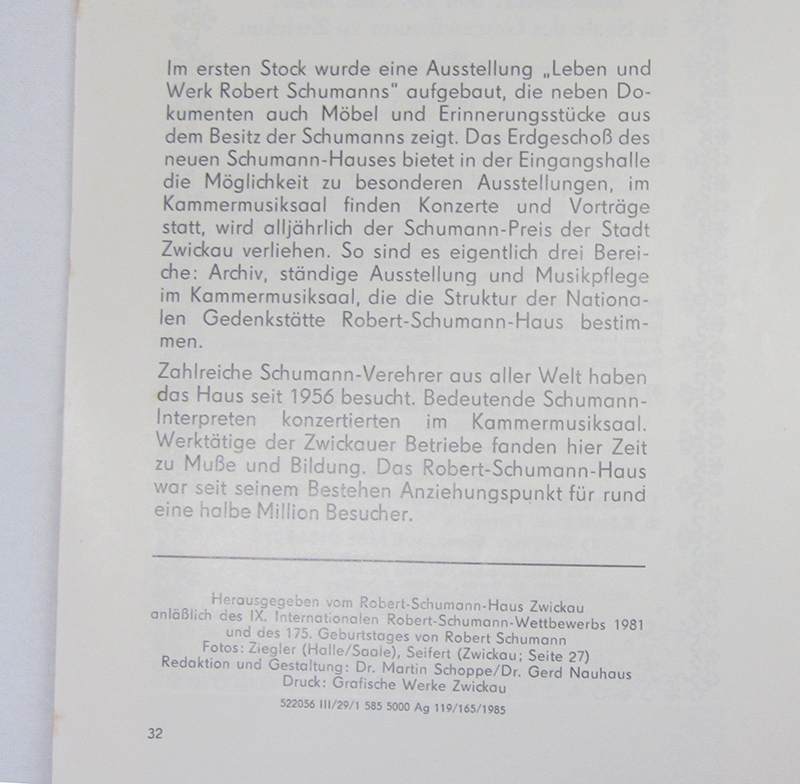 Im ersten Stock wurde eine Ausstellung „Leben und
Werk Robert Schumanns“ aufgebaut, die neben Do-
kumenten auch Möbel und Erinnerungsstücke aus
dem Besitz der Schumanns zeigt. Das Erdgeschoß des
neuen Schumann-Hauses bietet in der Eingangshalle
die Möglichkeit zu besonderen Ausstellungen, im
Kammermusiksaal finden Konzerte und Vorträge
statt, wird alljährlich der Schumann-Preis der Stadt
Zwickau verliehen. So sind es eigentlich drei Berei-
che: Archiv, ständige Ausstellung und Musikpflege
im Kammermusiksaal, die die Struktur der Nationa-
len Gedenkstätte Robert-Schumann-Haus bestim-
men.
Zahlreiche Schumann-Verehrer aus aller Welt haben
das Haus seit 1956 besucht. Bedeutende Schumann-
Interpreten konzertierten im Kammermusiksaal.
Werktätige der Zwickauer Betriebe fanden hier Zeit
zu Muße und Bildung. Das Robert-Schumann-Haus
war seit seinem Bestehen Anziehungspunkt für rund
eine halbe Million Besucher.
Herausgegeben vom Robert-Schumann-Haus Zwickau
anläßlich des IX. Internationalen Robert-Schumann-Wettbewerbs 1981
und des 175. Geburtstages von Robert Schumann
Fotos: Ziegler (Halle/Saale), Seifert (Zwickau; Seite 27)
Redaktion und Gestaltung: Dr. Martin Schoppe/Dr. Gerd Nauhaus
Druck: Grafische Werke Zwickau
522056 III/29/1 585 5000 Ag 119/165/1985
32